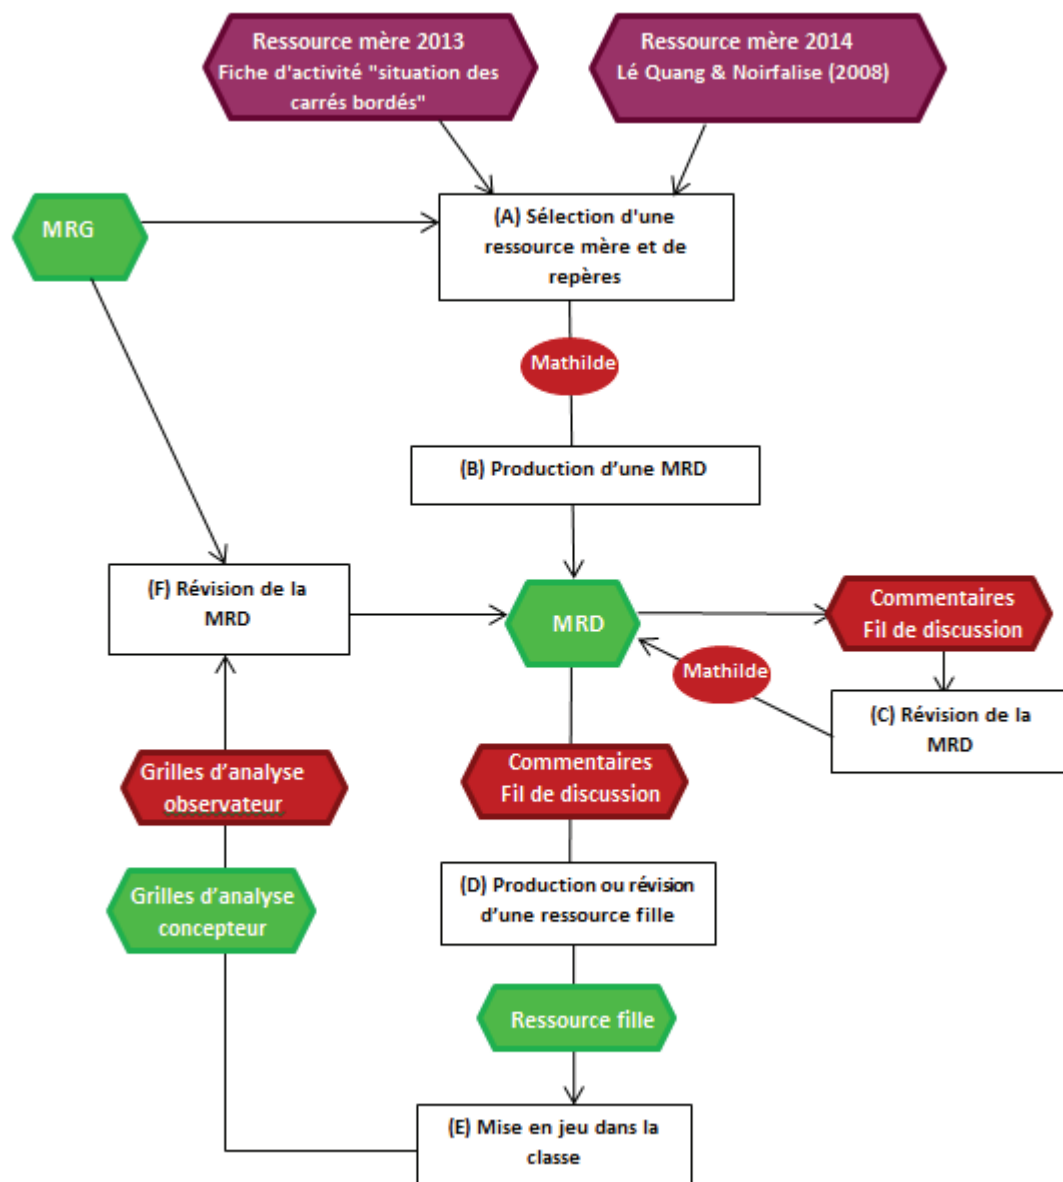 Ressource mère 2013
Fiche d'activité "situation des
carrés bordés"
Ressource mère 2014
Lé Quang & Noirfalise (2008)
MRG
(A) Sélection d'une
ressource mère et de
repères
Mathilde
(B) Production d'une MRD
(F) Révision de la
MRD
MRD
Commentaires
Fil de discussion
Mathilde
(C) Révision de la
MRD
Grilles d'analyse
observateur
Commentaires
Fil de discussion
Grilles d'analyse
concepteur
(D) Production ou révision
d'une ressource fille
Ressource fille
(E) Mise en jeu dans la
classe